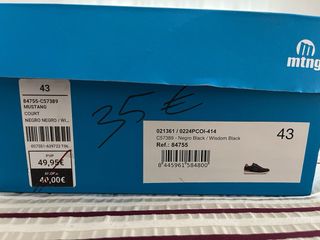 mtng
43
84755-C57389
MUSTANG
COURT
NEGRO NEGRO / WI...
PVP
49,95€
40,00€
35 €
021361 / 0224PCOI-414
C57389 - Negro Black / Wisdom Black
Ref.: 84755
43
8 445961 584800